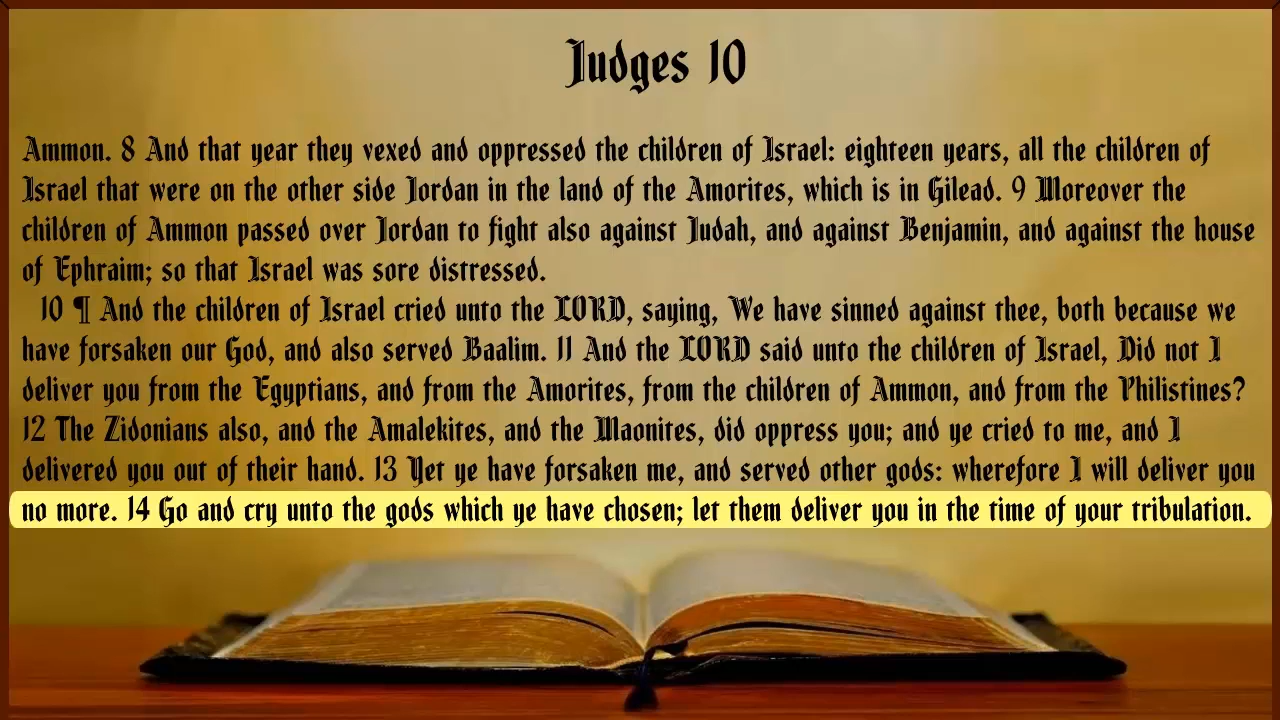 Judges 10
Ammon. 8 And that year they vexed and oppressed the children of Israel: eighteen years, all the children of
Israel that were on the other side Jordan in the land of the Amorites, which is in Gilead. 9 Moreover the
children of Ammon passed over Jordan to fight also against Judah, and against Benjamin, and against the house
of Ephraim; so that Israel was sore distressed.
10 ¶ And the children of Israel cried unto the LORD, saying, We have sinned against thee, both because we
have forsaken our God, and also served Baalim. 11 And the LORD said unto the children of Israel, Did not I
deliver you from the Egyptians, and from the Amorites, from the children of Ammon, and from the Philistines?
12 The Zidonians also, and the Amalekites, and the Maonites, did oppress you; and ye cried to me, and I
delivered you out of their hand. 13 Yet ye have forsaken me, and served other gods: wherefore I will deliver you
no more. 14 Go and cry unto the gods which ye have chosen; let them deliver you in the time of your tribulation.